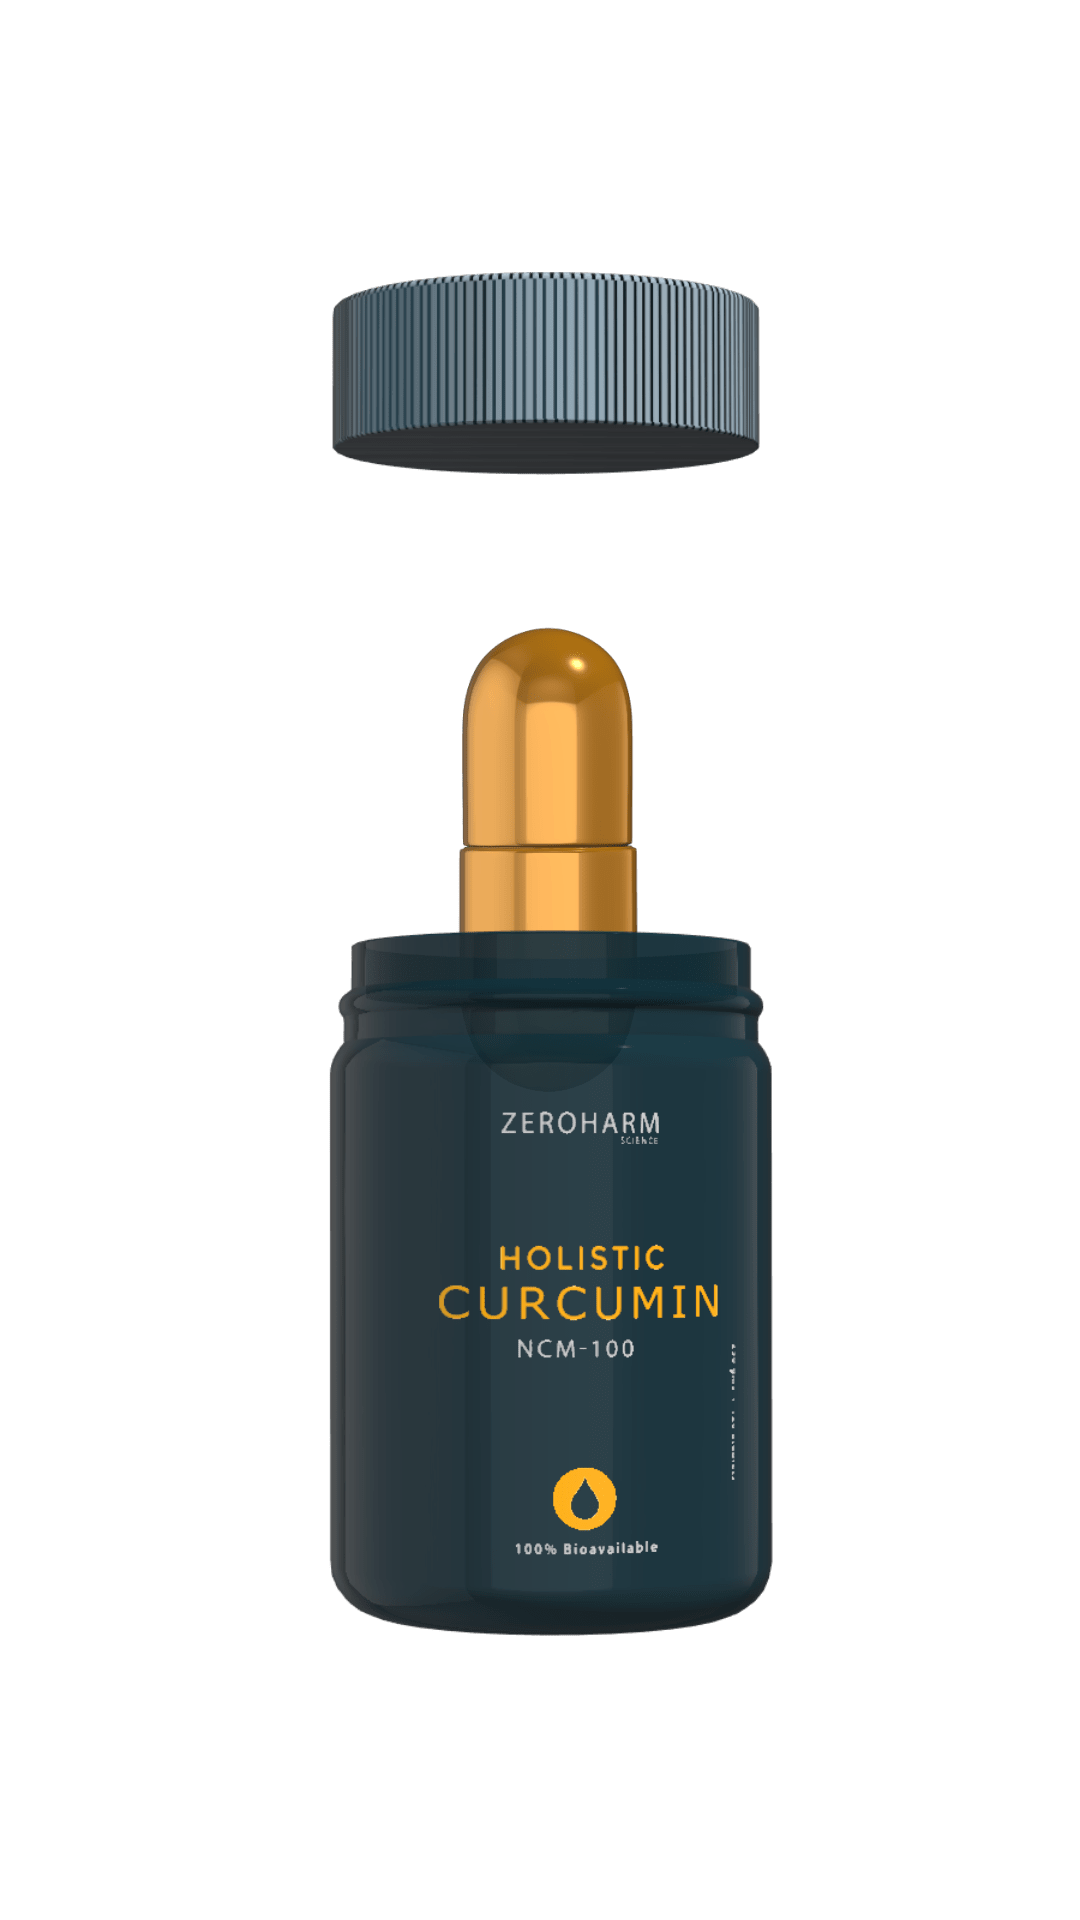 ZEROHARM
SCIENCE
HOLISTIC
CURCUMIN
NCM-100
100% Bioavailable